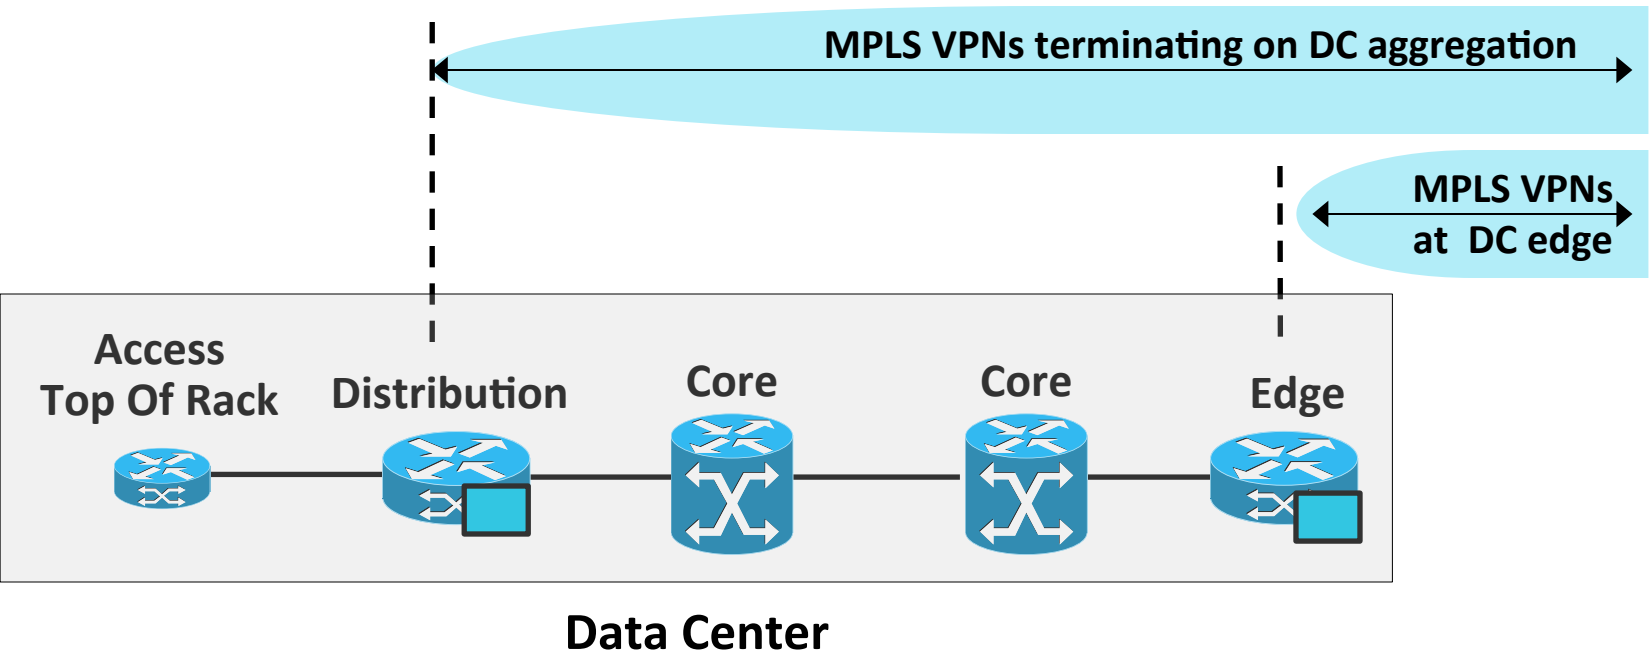 MPLS VPNs terminating on DC aggregation
MPLS VPNs
at DC edge
Access
Top Of Rack
Distribution
Core
Core
Edge
Data Center